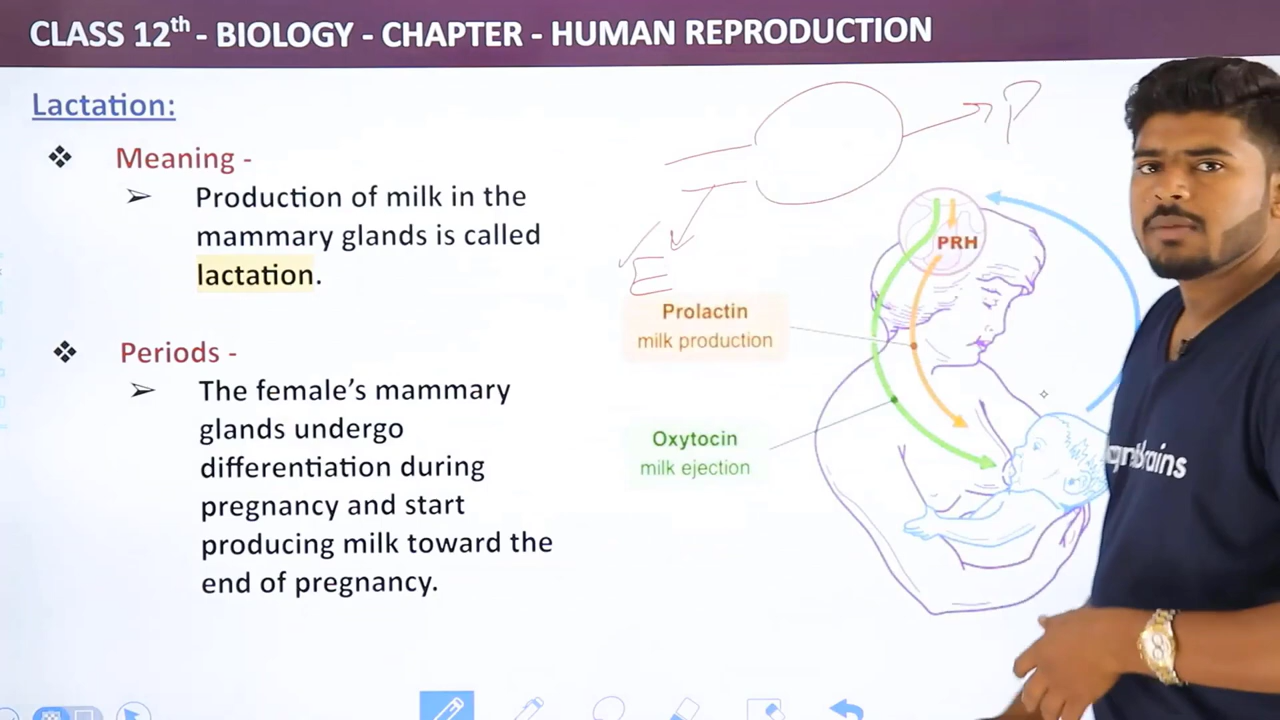 CLASS 12th - BIOLOGY - CHAPTER - HUMAN REPRODUCTION
Lactation:
❖ Meaning -
➢ Production of milk in the
mammary glands is called
lactation.
❖ Periods -
➢ The female’s mammary
glands undergo
differentiation during
pregnancy and start
producing milk toward the
end of pregnancy.
P
E
PRH
Prolactin
milk production
Oxytocin
milk ejection